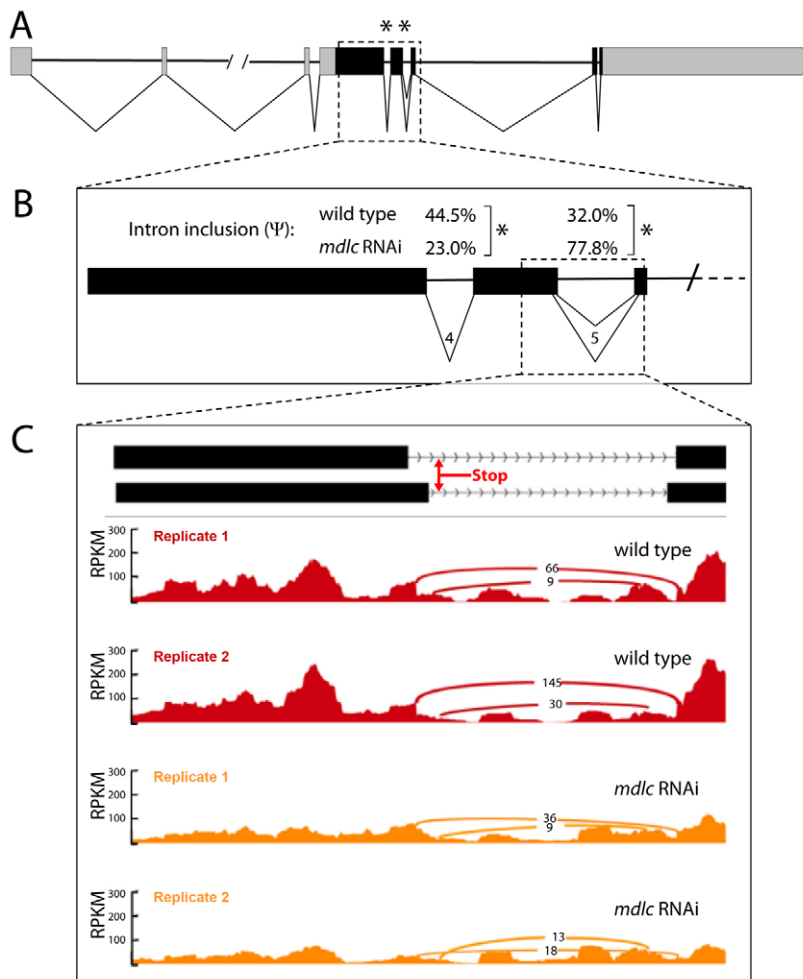 A
* *
B
Intron inclusion (Ψ):
wild type 44.5% * 32.0% *
mdlc RNAi 23.0% 77.8%
4
5
C
Stop
RPKM
300
200
100
Replicate 1
wild type
66
9
RPKM
300
200
100
Replicate 2
wild type
145
30
RPKM
300
200
100
Replicate 1
mdlc RNAi
36
9
RPKM
300
200
100
Replicate 2
mdlc RNAi
13
18